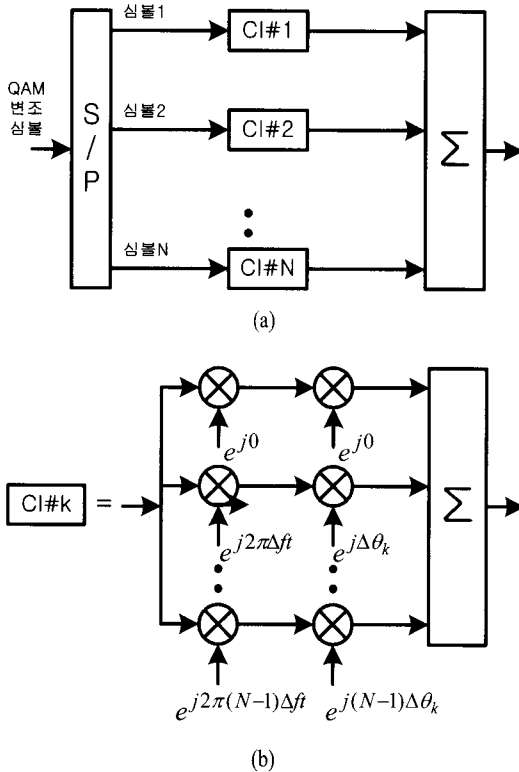 심볼1
CI#1
QAM
변조
심볼
S
/
P
심볼2
CI#2
Σ
심볼N
CI#N
(a)
e^{j0} e^{j0}
CI#k =
Σ
e^{j2πΔft} e^{jΔθ_k}
e^{j2π(N−1)Δft} e^{j(N−1)Δθ_k}
(b)